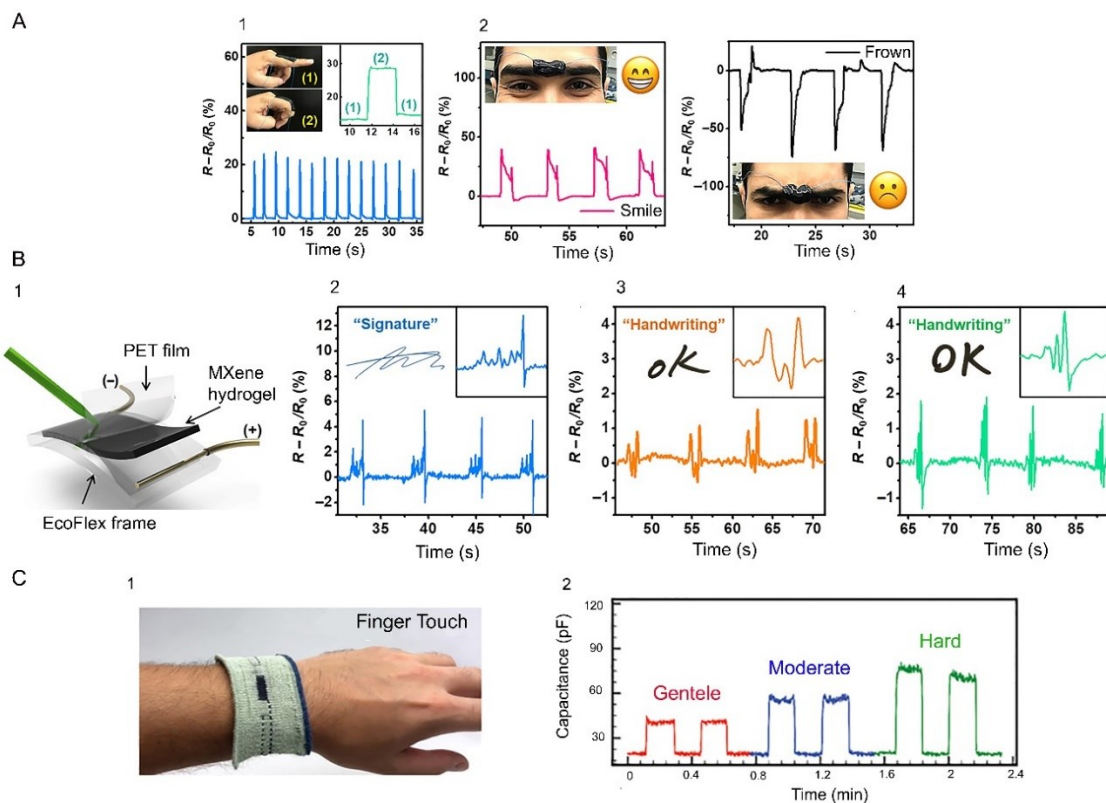 A
1
60
40
20
0
R – R₀/R₀ (%)
5 10 15 20 25 30 35
Time (s)
(1)
(2)
30
20
(1)
(2)
(1)
10 12 14 16
2
100
50
0
R – R₀/R₀ (%)
Smile
50 55 60
Time (s)
Frown
0
–50
–100
R – R₀/R₀ (%)
20 25 30
Time (s)
B
1
PET film
MXene
hydrogel
(–)
(+)
EcoFlex frame
2
"Signature"
12
10
8
6
4
2
0
–2
R – R₀/R₀ (%)
35 40 45 50
Time (s)
3
"Handwriting"
oK
4
3
2
1
0
–1
R – R₀/R₀ (%)
50 55 60 65 70
Time (s)
4
"Handwriting"
OK
4
3
2
1
0
–1
R – R₀/R₀ (%)
65 70 75 80 85
Time (s)
C
1
Finger Touch
2
120
90
60
30
Capacitance (pF)
Gentele
Moderate
Hard
0 0.4 0.8 1.2 1.6 2 2.4
Time (min)